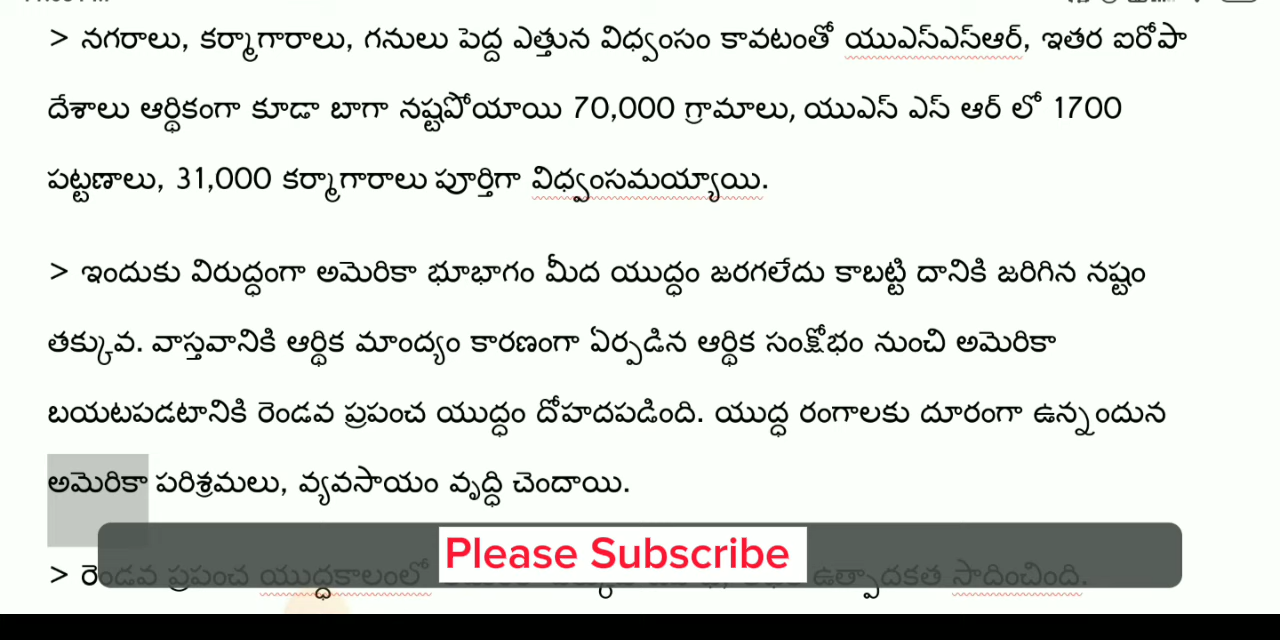 > నగరాలు, కర్మాగారాలు, గనులు పెద్ద ఎత్తున విధ్వంసం కావటంతో యుఎస్ఎస్ఆర్, ఇతర ఐరోపా
దేశాలు ఆర్థికంగా కూడా బాగా నష్టపోయాయి 70,000 గ్రామాలు, యుఎస్ ఎస్ ఆర్ లో 1700
పట్టణాలు, 31,000 కర్మాగారాలు పూర్తిగా విధ్వంసమయ్యాయి.
> ఇందుకు విరుద్ధంగా అమెరికా భూభాగం మీద యుద్ధం జరగలేదు కాబట్టి దానికి జరిగిన నష్టం
తక్కువ. వాస్తవానికి ఆర్థిక మాంద్యం కారణంగా ఏర్పడిన ఆర్థిక సంక్షోభం నుంచి అమెరికా
బయటపడటానికి రెండవ ప్రపంచ యుద్ధం దోహదపడింది. యుద్ధ రంగాలకు దూరంగా ఉన్నందున
అమెరికా పరిశ్రమలు, వ్యవసాయం వృద్ధి చెందాయి.
Please Subscribe
> రెండవ ప్రపంచ యుద్ధకాలంలో ఉత్పాదకత సాదించింది.